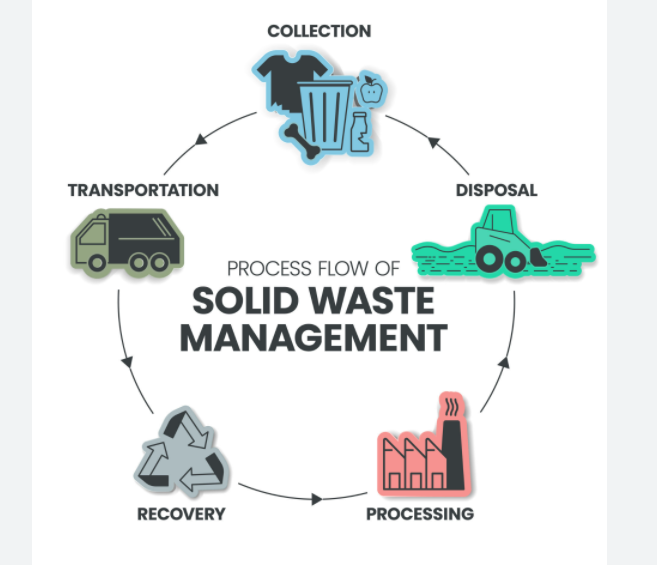 COLLECTION
TRANSPORTATION
DISPOSAL
PROCESS FLOW OF
SOLID WASTE
MANAGEMENT
RECOVERY
PROCESSING